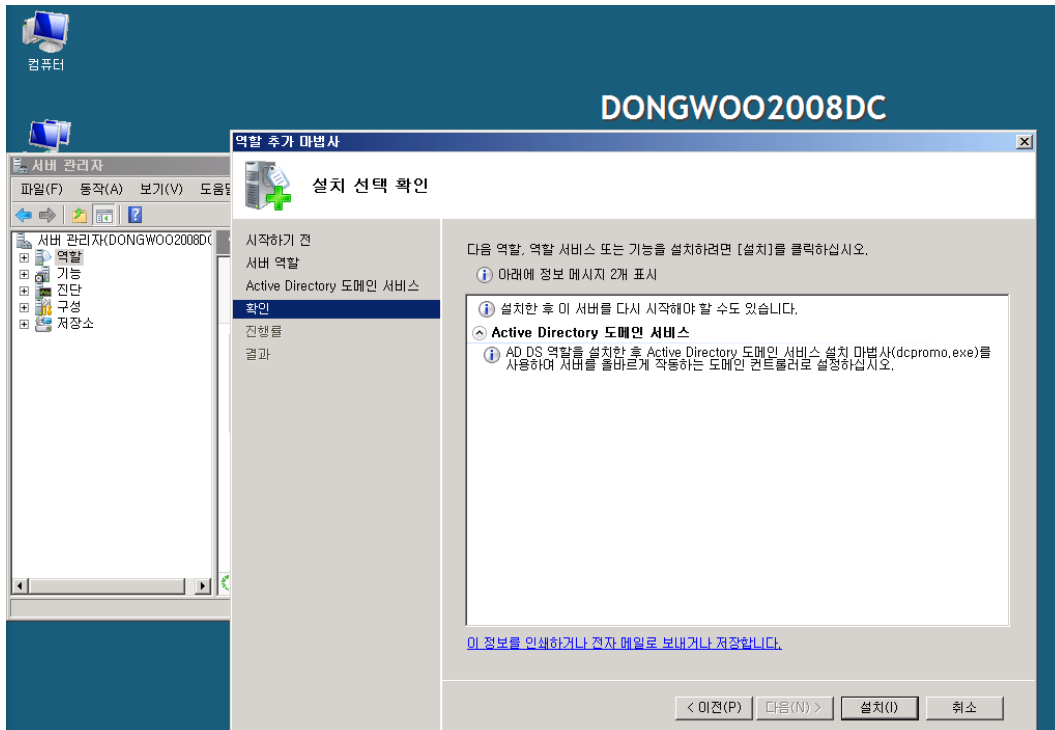 컴퓨터
DONGWOO2008DC
역할 추가 마법사
서버 관리자
파일(F) 동작(A) 보기(V)
설치 선택 확인
서버 관리자(DONGWOO2008D
역할
기능
진단
구성
저장소
시작하기 전
서버 역할
Active Directory 도메인 서비스
확인
진행률
결과
다음 역할, 역할 서비스 또는 기능을 설치하려면 [설치]를 클릭하십시오.
아래에 정보 메시지 2개 표시
설치한 후 이 서버를 다시 시작해야 할 수도 있습니다.
Active Directory 도메인 서비스
AD DS 역할을 설치한 후 Active Directory 도메인 서비스 설치 마법사(dcpromo.exe)를
사용하여 서버를 올바르게 작동하는 도메인 컨트롤러로 설정하십시오.
이 정보를 인쇄하거나 전자 메일로 보내거나 저장합니다.
< 이전(P) 다음(N) > 설치(I) 취소